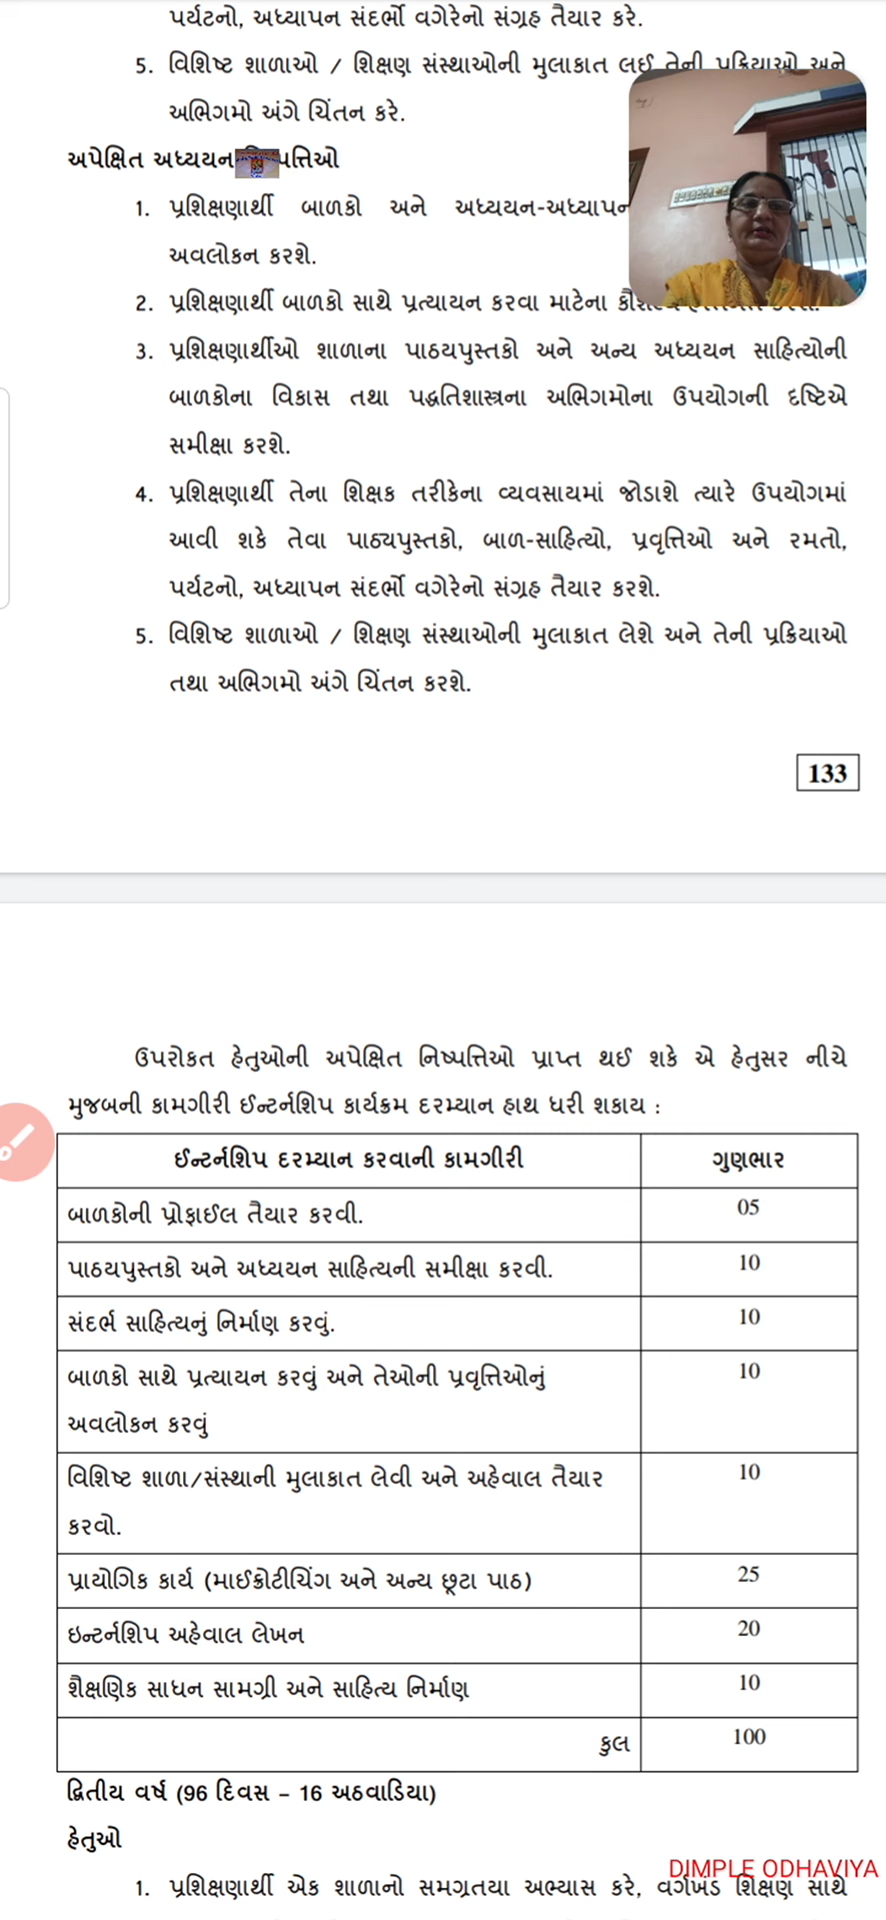 પર્યટનો, અધ્યાપન સંદર્ભો વગેરેનો સંગ્રહ તૈયાર કરે.
5. વિશિષ્ટ શાળાઓ / શિક્ષણ સંસ્થાઓની મુલાકાત લઈ તેની પ્રક્રિયાઓ અને
અભિગમો અંગે ચિંતન કરે.
અપેક્ષિત અધ્યયન
1. પ્રશિક્ષણાર્થી બાળકો અને અધ્યયન-અધ્યાપન
અવલોકન કરશે.
2. પ્રશિક્ષણાર્થી બાળકો સાથે પ્રત્યાયન કરવા માટેના
3. પ્રશિક્ષણાર્થીઓ શાળાના પાઠયપુસ્તકો અને અન્ય અધ્યયન સાહિત્યોની
બાળકોના વિકાસ તથા પદ્ધતિશાસ્ત્રના અભિગમોના ઉપયોગની દષ્ટિએ
સમીક્ષા કરશે.
4. પ્રશિક્ષણાર્થી તેના શિક્ષક તરીકેના વ્યવસાયમાં જોડાશે ત્યારે ઉપયોગમાં
આવી શકે તેવા પાઠ્યપુસ્તકો, બાળ-સાહિત્યો, પ્રવૃત્તિઓ અને રમતો,
પર્યટનો, અધ્યાપન સંદર્ભો વગેરેનો સંગ્રહ તૈયાર કરશે.
5. વિશિષ્ટ શાળાઓ / શિક્ષણ સંસ્થાઓની મુલાકાત લેશે અને તેની પ્રક્રિયાઓ
તથા અભિગમો અંગે ચિંતન કરશે.
133
ઉપરોકત હેતુઓની અપેક્ષિત નિષ્પત્તિઓ પ્રાપ્ત થઈ શકે એ હેતુસર નીચે
મુજબની કામગીરી ઈન્ટર્નશિપ કાર્યક્રમ દરમ્યાન હાથ ધરી શકાય :
ઈન્ટર્નશિપ દરમ્યાન કરવાની કામગીરી ગુણભાર
બાળકોની પ્રોફાઈલ તૈયાર કરવી. 05
પાઠયપુસ્તકો અને અધ્યયન સાહિત્યની સમીક્ષા કરવી. 10
સંદર્ભ સાહિત્યનું નિર્માણ કરવું. 10
બાળકો સાથે પ્રત્યાયન કરવું અને તેઓની પ્રવૃત્તિઓનું 10
અવલોકન કરવું
વિશિષ્ટ શાળા/સંસ્થાની મુલાકાત લેવી અને અહેવાલ તૈયાર 10
કરવો.
પ્રાયોગિક કાર્ય (માઈક્રોટીચિંગ અને અન્ય છૂટા પાઠ) 25
ઇન્ટર્નશિપ અહેવાલ લેખન 20
શૈક્ષણિક સાધન સામગ્રી અને સાહિત્ય નિર્માણ 10
કુલ 100
દ્વિતીય વર્ષ (96 દિવસ – 16 અઠવાડિયા)
હેતુઓ
DIMPLE ODHAVIYA
1. પ્રશિક્ષણાર્થી એક શાળાનો સમગ્રતયા અભ્યાસ કરે, વર્ગખંડ શિક્ષણ સાથે